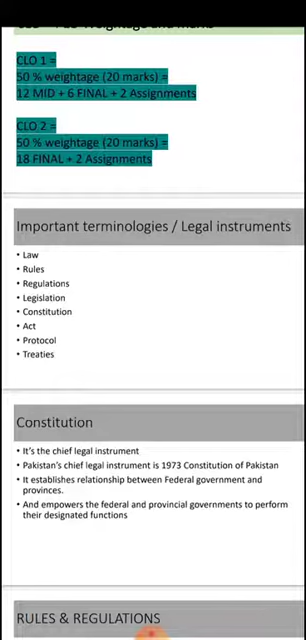 CLO 1 =
50 % weightage (20 marks) =
12 MID + 6 FINAL + 2 Assignments
CLO 2 =
50 % weightage (20 marks) =
18 FINAL + 2 Assignments
Important terminologies / Legal instruments
• Law
• Rules
• Regulations
• Legislation
• Constitution
• Act
• Protocol
• Treaties
Constitution
• It's the chief legal instrument
• Pakistan's chief legal instrument is 1973 Constitution of Pakistan
• It establishes relationship between Federal government and
provinces.
• And empowers the federal and provincial governments to perform
their designated functions
RULES & REGULATIONS